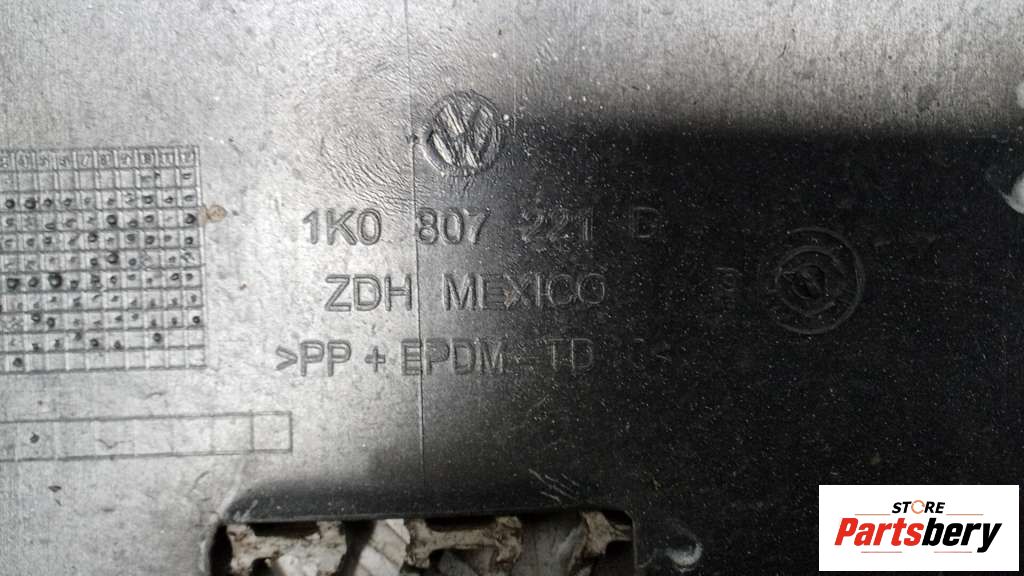 1K0 807 221 D
ZDH MEXICO
>PP + EPDM - TD
STORE
Partsbery